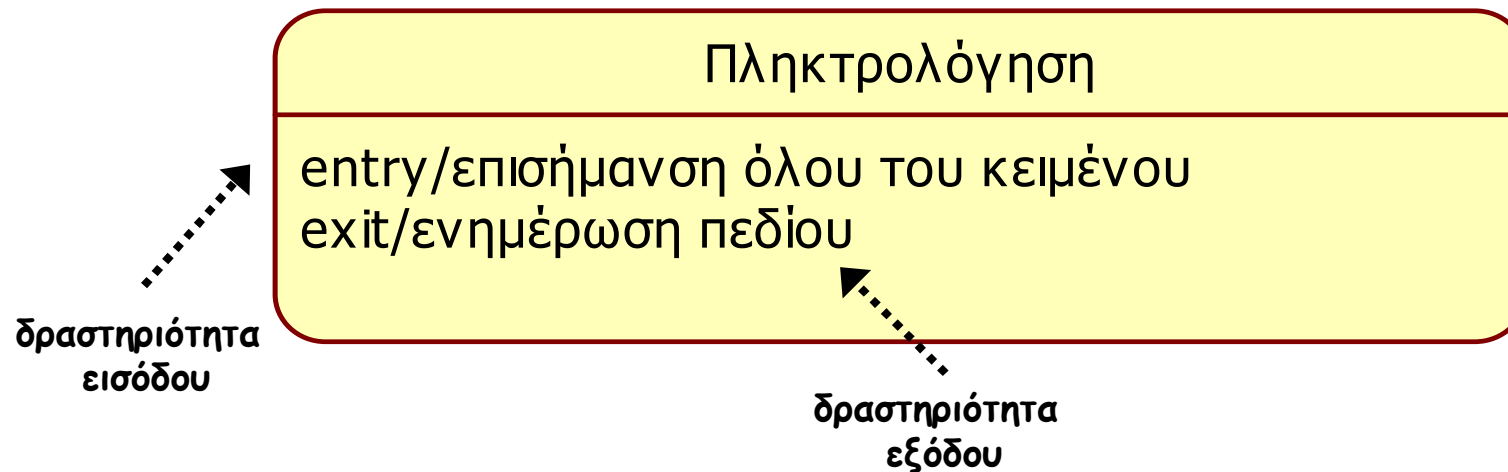 Πληκτρολόγηση
entry/επισήμανση όλου του κειμένου
exit/ενημέρωση πεδίου
δραστηριότητα
εισόδου
δραστηριότητα
εξόδου